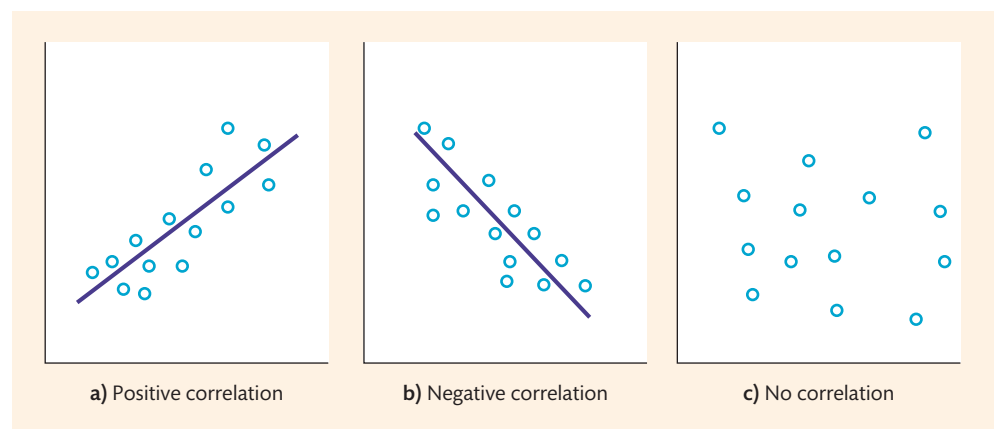 a) Positive correlation
b) Negative correlation
c) No correlation